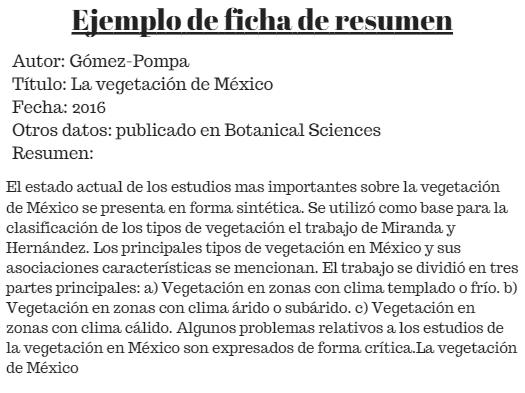 Ejemplo de ficha de resumen
Autor: Gómez-Pompa
Título: La vegetación de México
Fecha: 2016
Otros datos: publicado en Botanical Sciences
Resumen:
El estado actual de los estudios mas importantes sobre la vegetación
de México se presenta en forma sintética. Se utilizó como base para la
clasificación de los tipos de vegetación el trabajo de Miranda y
Hernández. Los principales tipos de vegetación en México y sus
asociaciones características se mencionan. El trabajo se dividió en tres
partes principales: a) Vegetación en zonas con clima templado o frío. b)
Vegetación en zonas con clima árido o subárido. c) Vegetación en
zonas con clima cálido. Algunos problemas relativos a los estudios de
la vegetación en México son expresados de forma crítica.La vegetación
de México